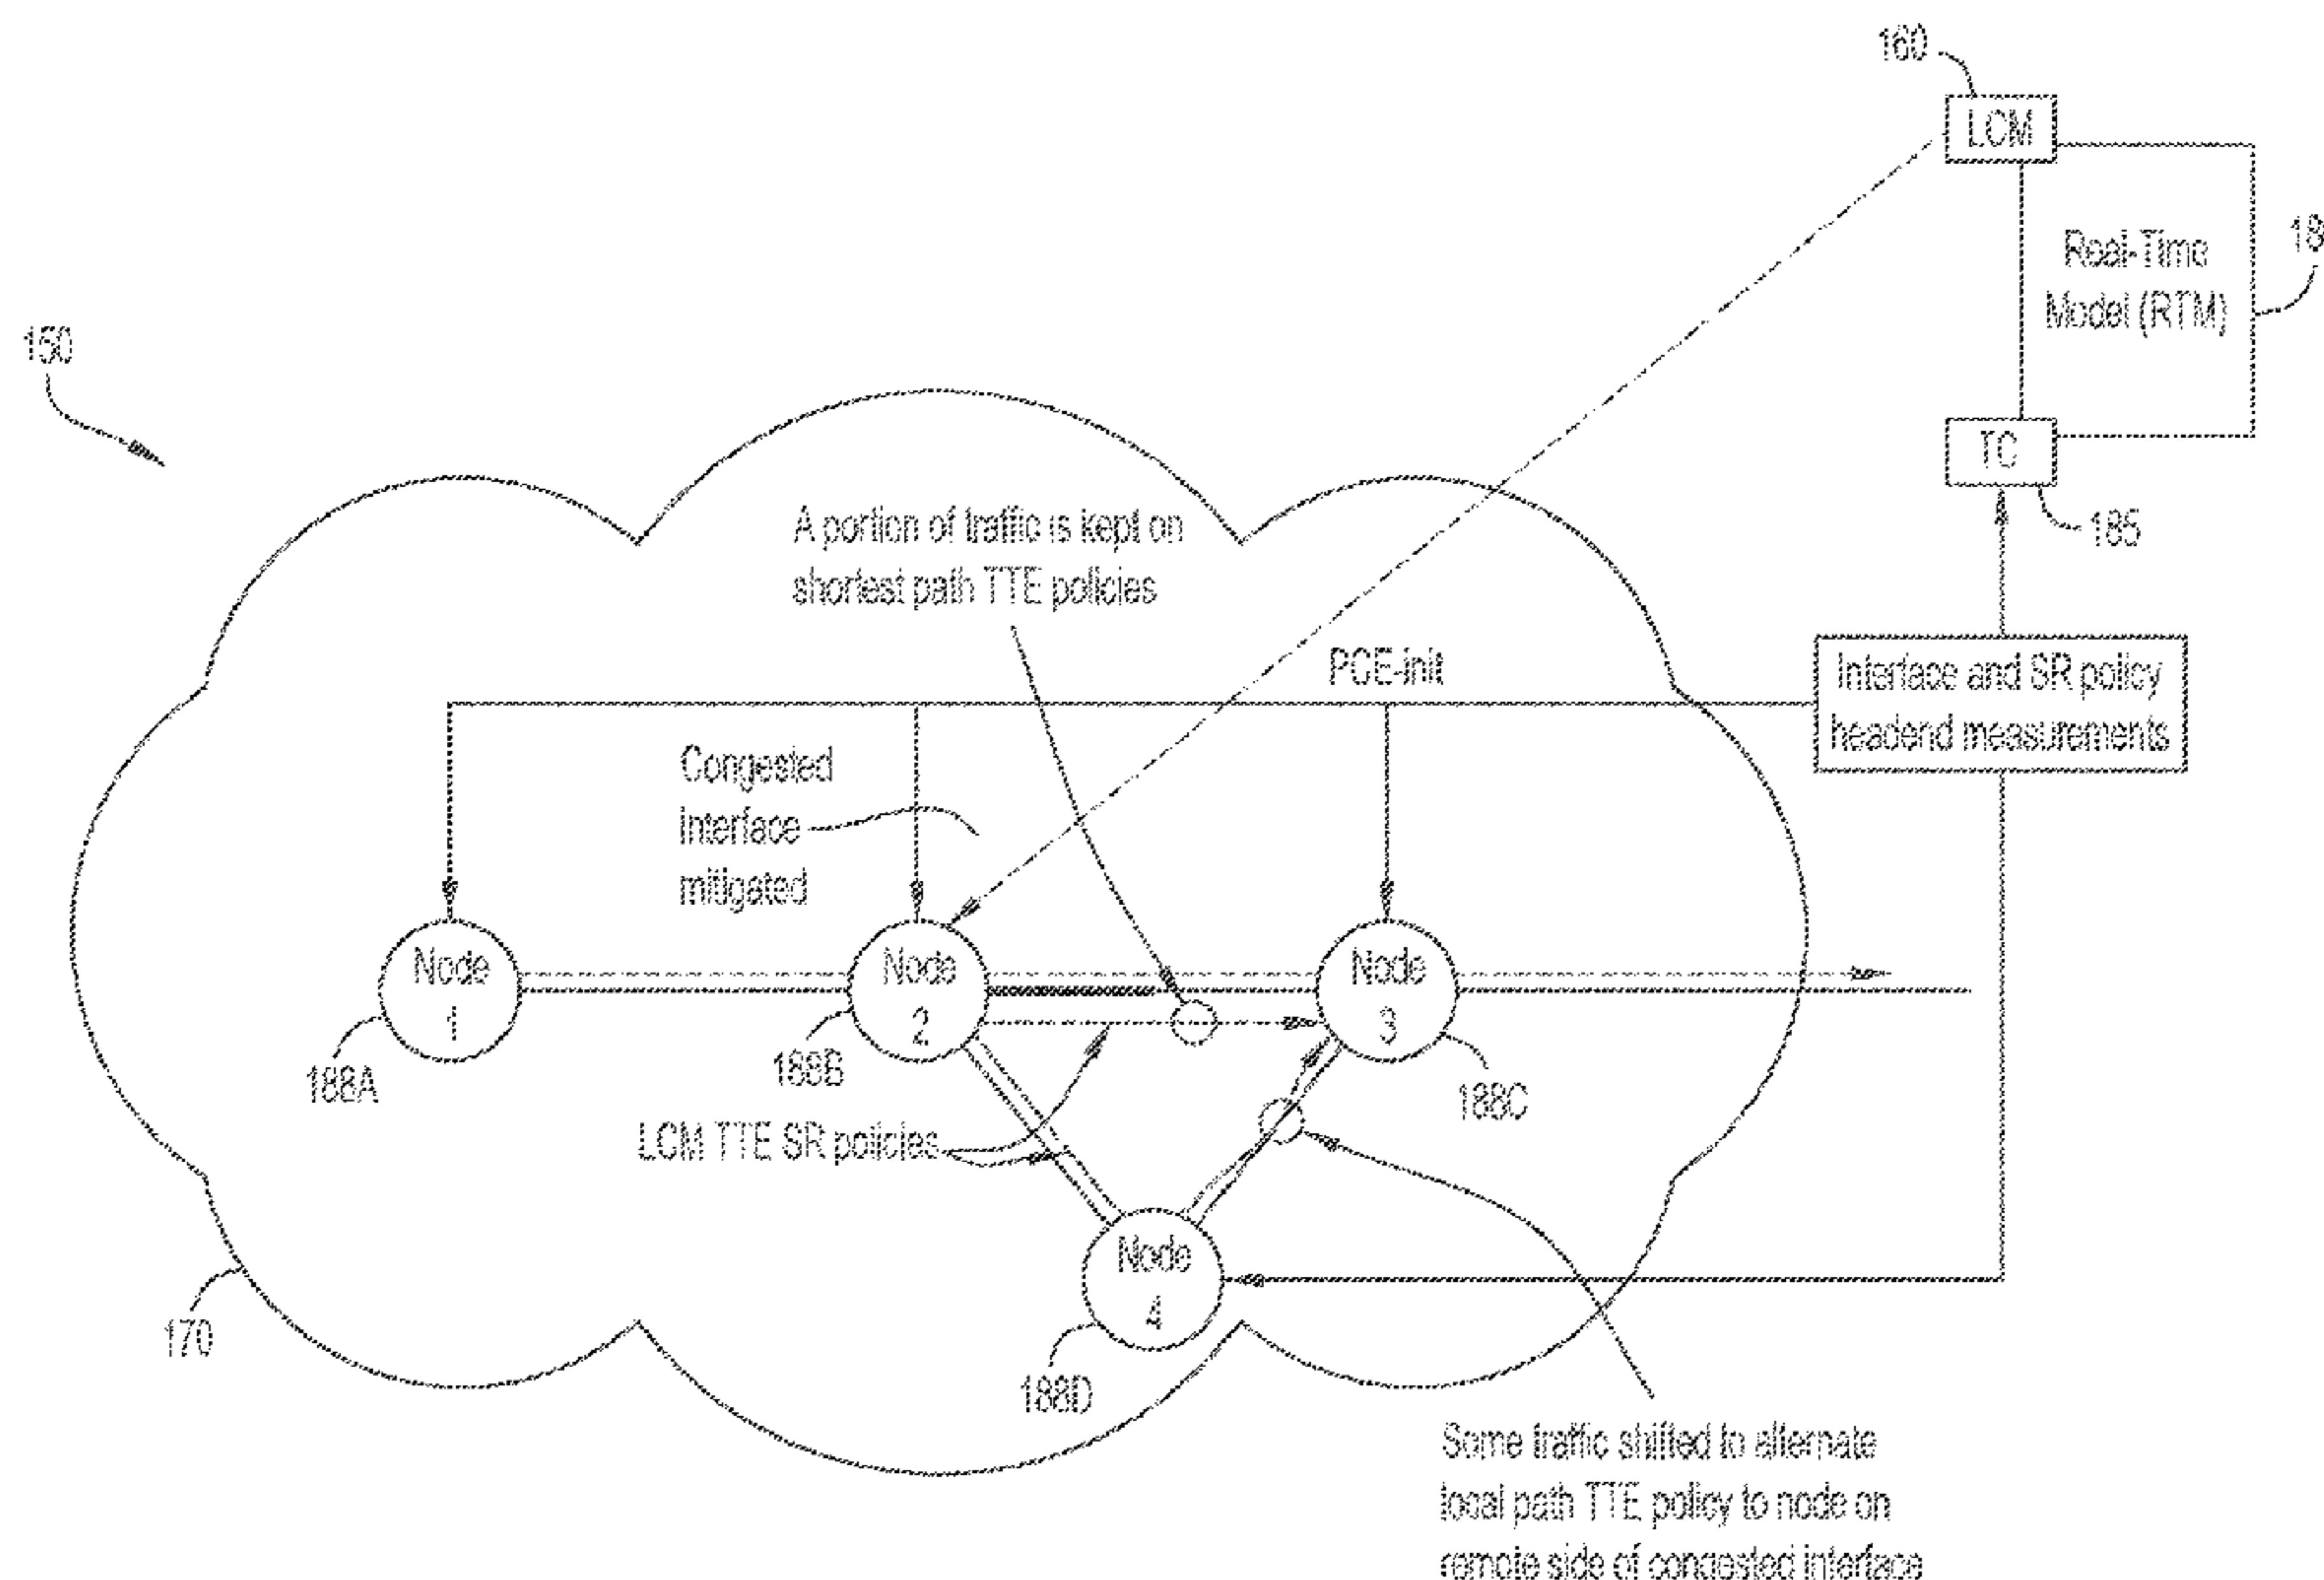 160
LCM
Real-Time
Model (RTM)
18
TC
185
150
A portion of traffic is kept on
shortest path TTE policies
PCE-init
Interface and SR policy
headend measurements
Congested
interface
mitigated
Node
1
Node
2
Node
3
188A
188B
188C
LCM TTE SR policies
Node
4
188D
170
Some traffic shifted to alternate
local path TTE policy to node on
remote side of congested interface